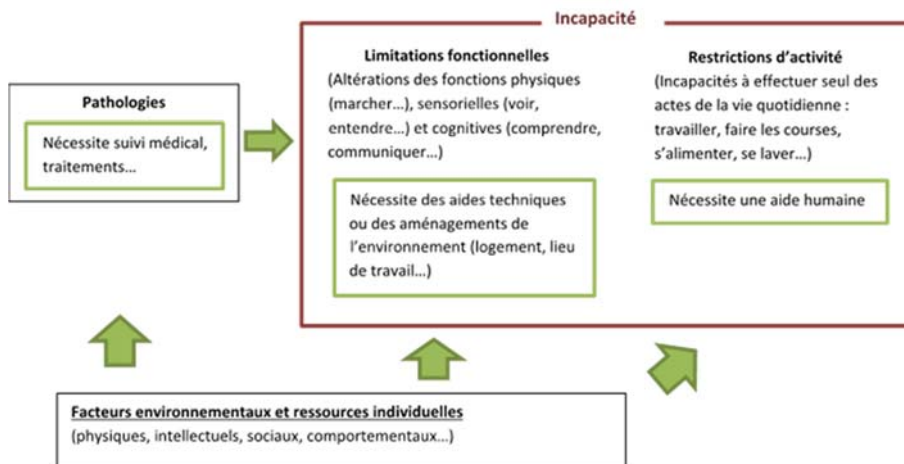 Incapacité
Pathologies
Nécessite suivi médical,
traitements…
Limitations fonctionnelles
(Altérations des fonctions physiques
(marcher…), sensorielles (voir,
entendre…) et cognitives (comprendre,
communiquer…)
Nécessite des aides techniques
ou des aménagements de
l’environnement (logement, lieu
de travail…)
Restrictions d’activité
(Incapacités à effectuer seul des
actes de la vie quotidienne :
travailler, faire les courses,
s’alimenter, se laver…)
Nécessite une aide humaine
Facteurs environnementaux et ressources individuelles
(physiques, intellectuels, sociaux, comportementaux…)